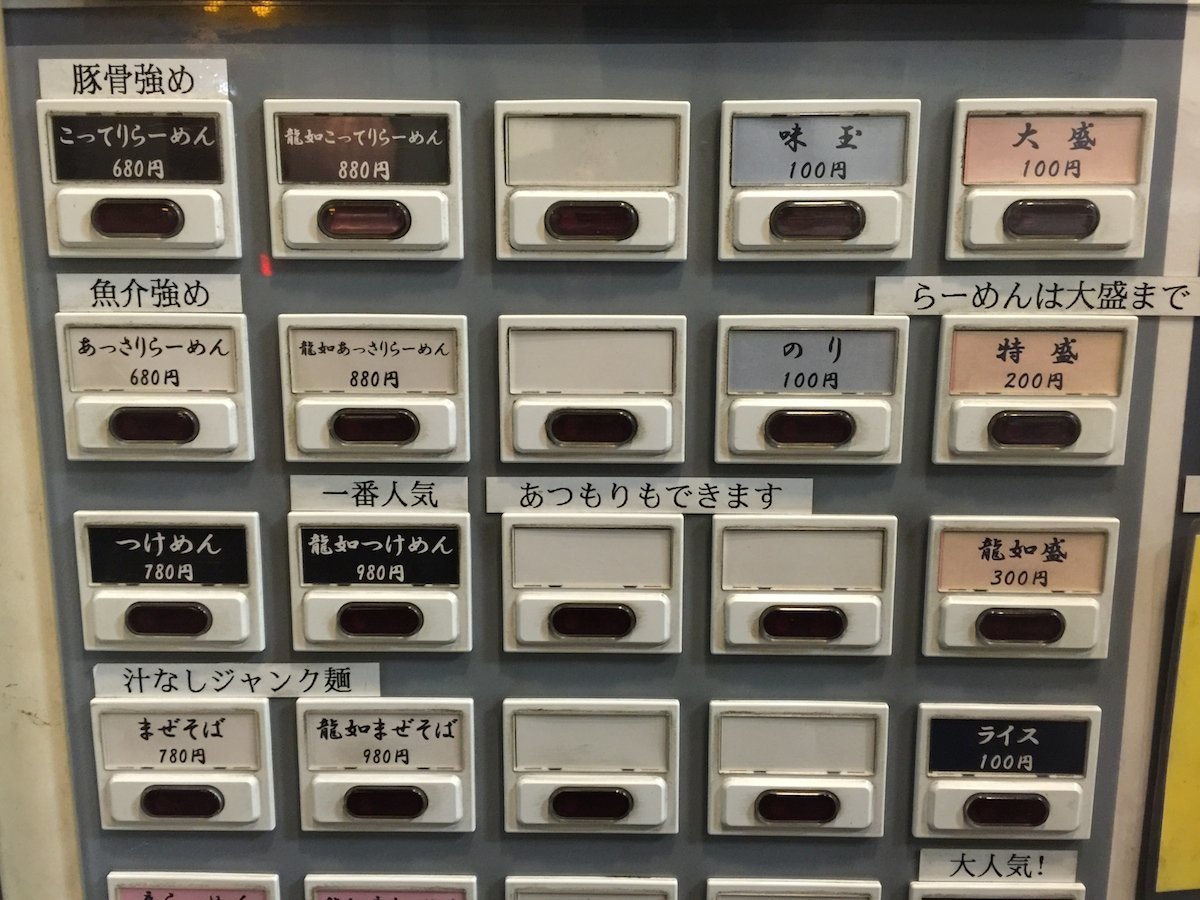 豚骨強め
こってりらーめん
680円
龍如こってりらーめん
880円
味玉
100円
大盛
100円
魚介強め
らーめんは大盛まで
あっさりらーめん
680円
龍如あっさりらーめん
880円
のり
100円
特盛
200円
一番人気
あつもりもできます
つけめん
780円
龍如つけめん
980円
龍如盛
300円
汁なしジャンク麺
まぜそば
780円
龍如まぜそば
980円
ライス
100円
大人気!